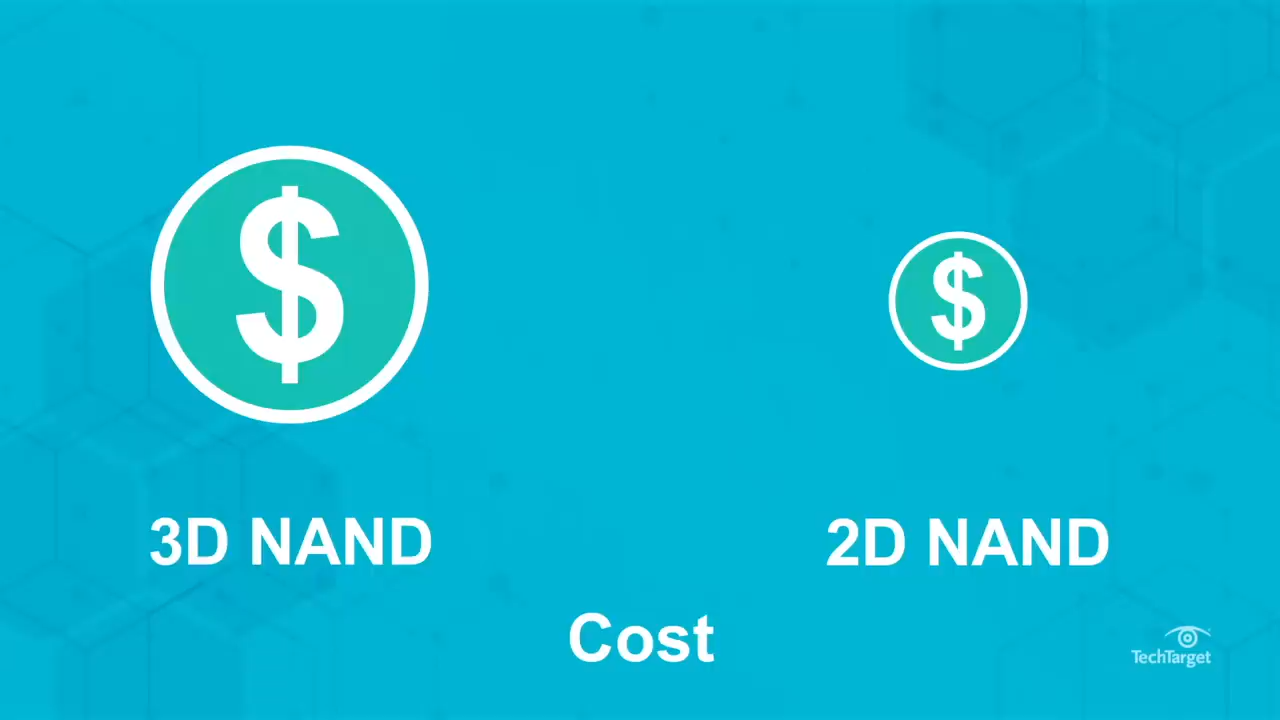 $
$
3D NAND
2D NAND
Cost
TechTarget